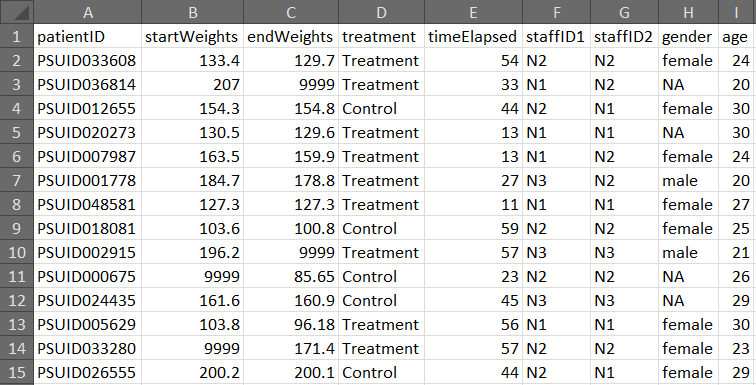 A B C D E F G H I
1 patientID startWeights endWeights treatment timeElapsed staffID1 staffID2 gender age
2 PSUID033608 133.4 129.7 Treatment 54 N2 N2 female 24
3 PSUID036814 207 9999 Treatment 33 N1 N2 NA 20
4 PSUID012655 154.3 154.8 Control 44 N2 N1 female 30
5 PSUID020273 130.5 129.6 Treatment 13 N1 N1 NA 30
6 PSUID007987 163.5 159.9 Treatment 13 N1 N2 female 24
7 PSUID001778 184.7 178.8 Treatment 27 N3 N2 male 20
8 PSUID048581 127.3 127.3 Treatment 11 N1 N1 female 27
9 PSUID018081 103.6 100.8 Control 59 N2 N2 female 25
10 PSUID002915 196.2 9999 Treatment 57 N3 N3 male 21
11 PSUID000675 9999 85.65 Control 23 N2 N2 NA 26
12 PSUID024435 161.6 160.9 Control 45 N3 N3 NA 29
13 PSUID005629 103.8 96.18 Treatment 56 N1 N1 female 30
14 PSUID033280 9999 171.4 Treatment 57 N2 N2 female 23
15 PSUID026555 200.2 200.1 Control 44 N2 N1 female 29